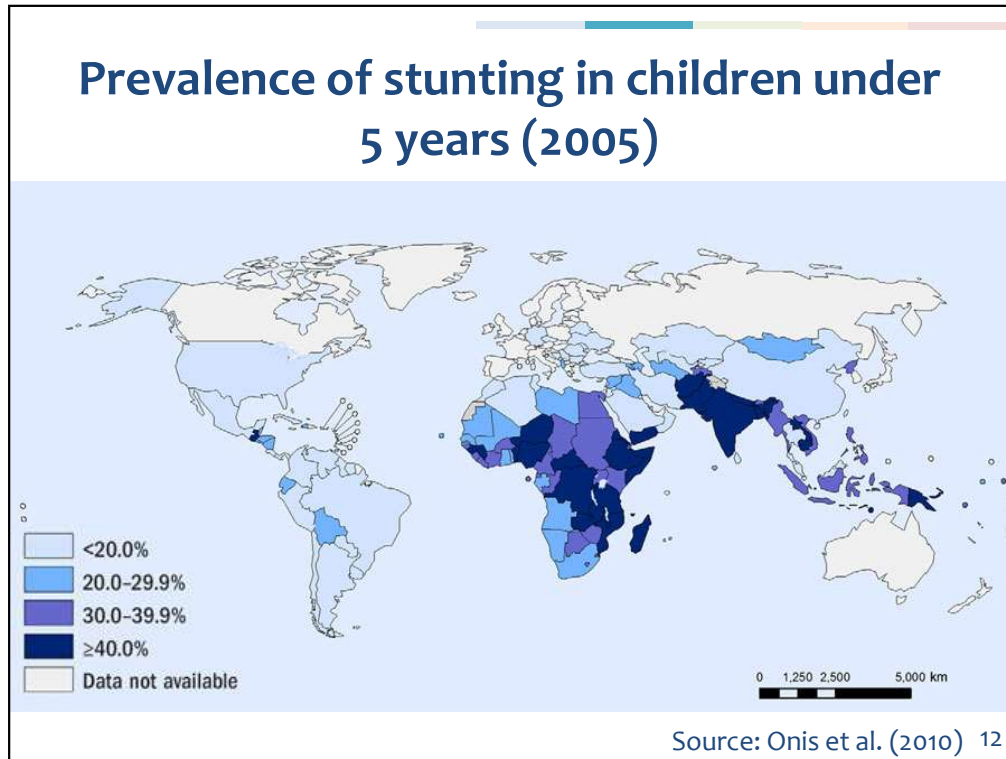 Prevalence of stunting in children under
5 years (2005)
<20.0%
20.0–29.9%
30.0–39.9%
≥40.0%
Data not available
0 1,250 2,500 5,000 km
Source: Onis et al. (2010) 12